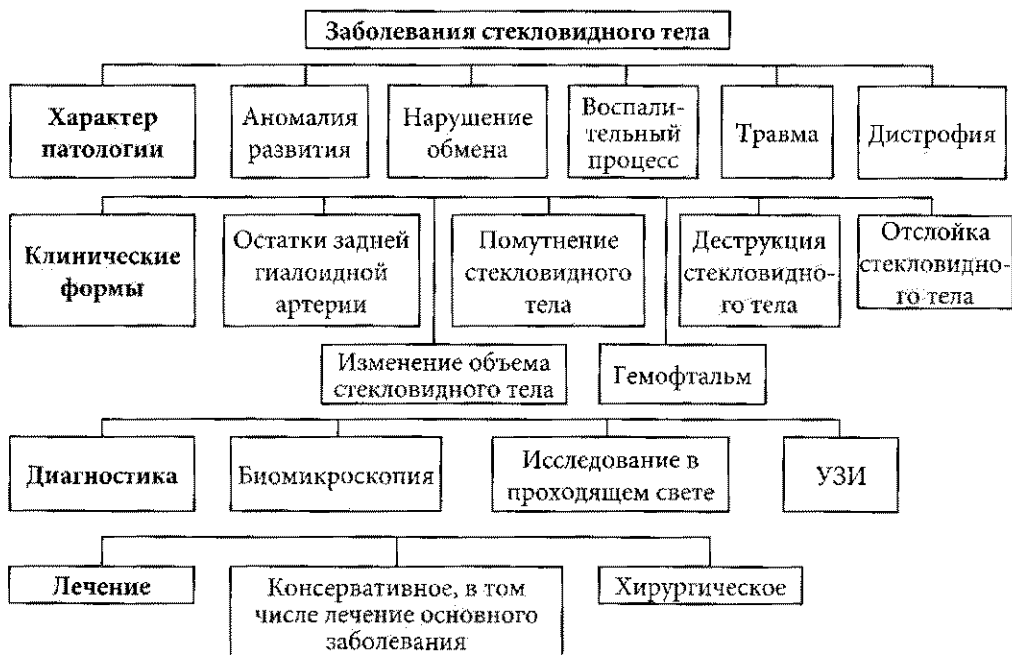 Заболевания стекловидного тела
Характер
патологии
Аномалия
развития
Нарушение
обмена
Воспали-
тельный
процесс
Травма
Дистрофия
Клинические
формы
Остатки задней
гиалоидной
артерии
Помутнение
стекловидного
тела
Деструкция
стекловидно-
го тела
Отслойка
стекловидно-
го тела
Изменение объема
стекловидного тела
Гемофтальм
Диагностика
Биомикроскопия
Исследование в
проходящем свете
УЗИ
Лечение
Консервативное, в том
числе лечение основного
заболевания
Хирургическое